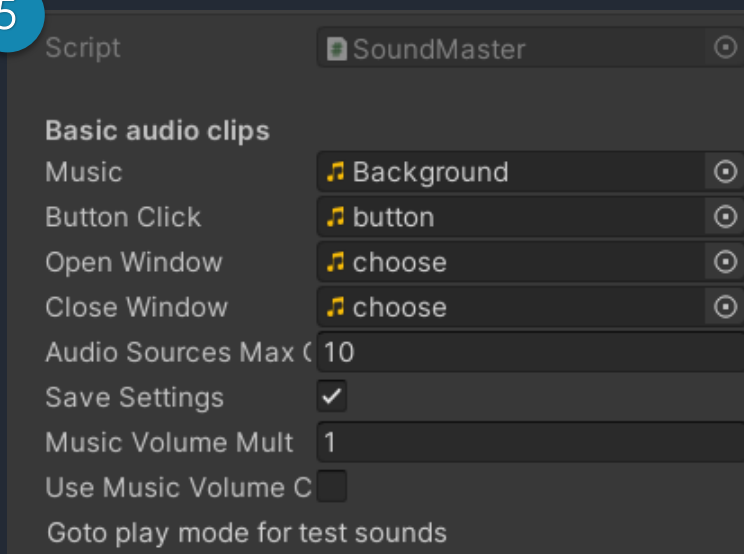 5
Script SoundMaster
Basic audio clips
Music Background
Button Click button
Open Window choose
Close Window choose
Audio Sources Max 10
Save Settings
Music Volume Mult 1
Use Music Volume C
Goto play mode for test sounds